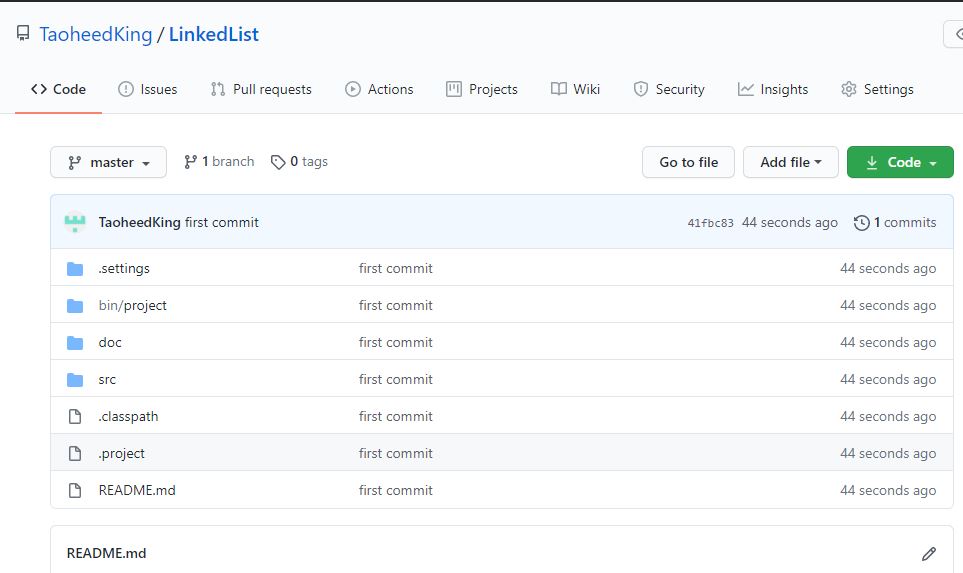 TaoheedKing / LinkedList
Code Issues Pull requests Actions Projects Wiki Security Insights Settings
master 1 branch 0 tags Go to file Add file Code
TaoheedKing first commit 41fbc83 44 seconds ago 1 commits
.settings first commit 44 seconds ago
bin/project first commit 44 seconds ago
doc first commit 44 seconds ago
src first commit 44 seconds ago
.classpath first commit 44 seconds ago
.project first commit 44 seconds ago
README.md first commit 44 seconds ago
README.md